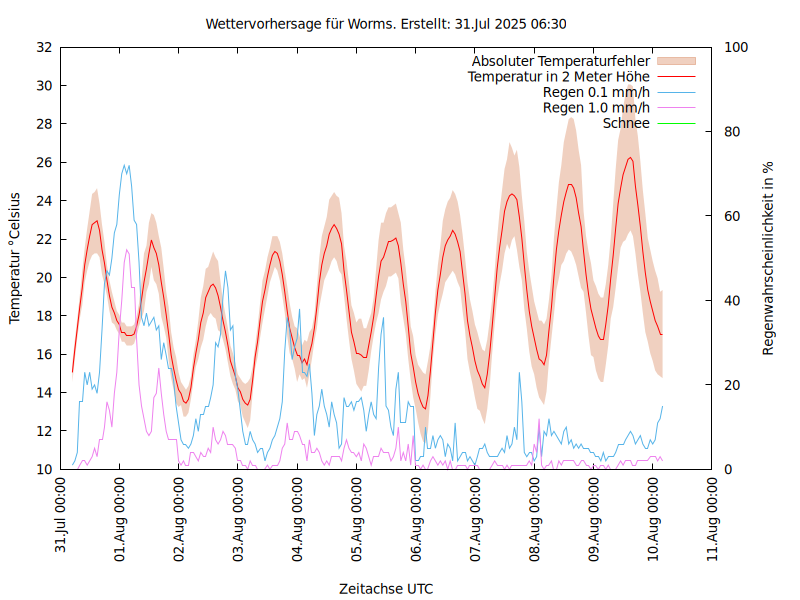 Wettervorhersage für Worms. Erstellt: 31.Jul 2025 06:30
Absoluter Temperaturfehler
Temperatur in 2 Meter Höhe
Regen 0.1 mm/h
Regen 1.0 mm/h
Schnee
Temperatur °Celsius
32
30
28
26
24
22
20
18
16
14
12
10
100
80
60
40
20
0
Regenwahrscheinlichkeit in %
31.Jul 00:00
01.Aug 00:00
02.Aug 00:00
03.Aug 00:00
04.Aug 00:00
05.Aug 00:00
06.Aug 00:00
07.Aug 00:00
08.Aug 00:00
09.Aug 00:00
10.Aug 00:00
11.Aug 00:00
Zeitachse UTC